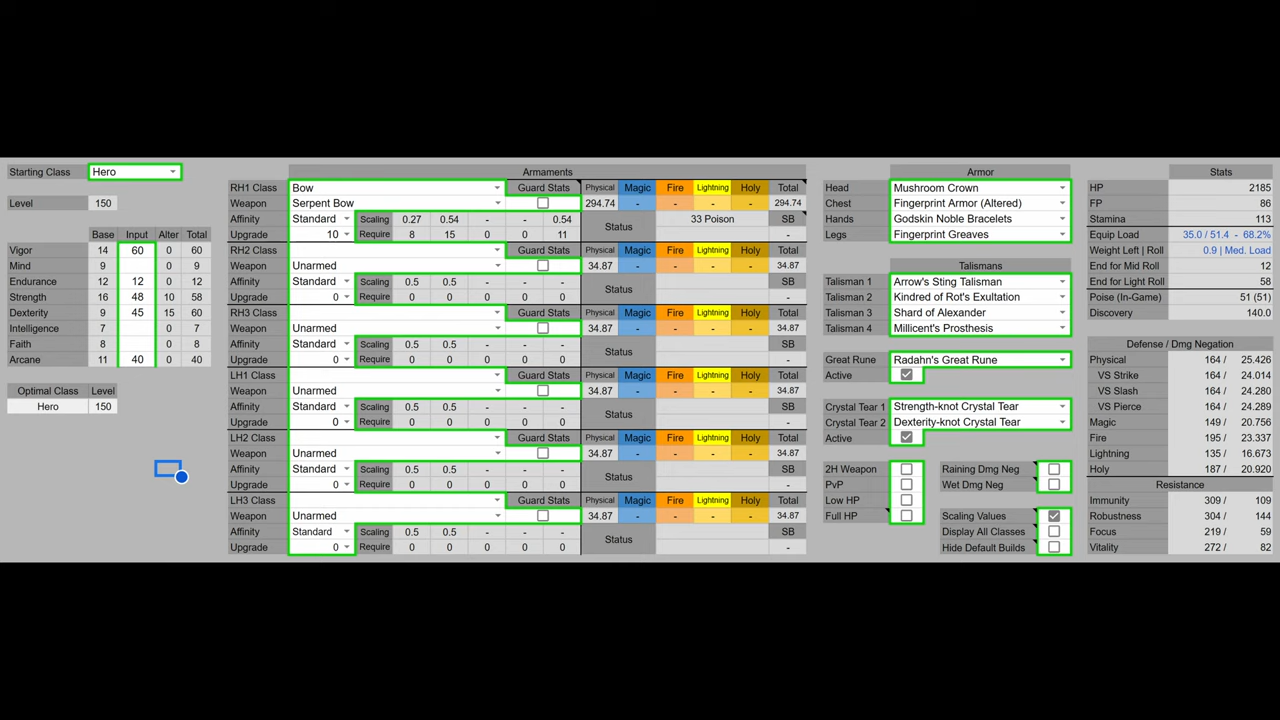 Starting Class Hero
Level 150
Base Input Alter Total
Vigor 14 60 0 60
Mind 9 0 9
Endurance 12 12 0 12
Strength 16 48 10 58
Dexterity 9 45 15 60
Intelligence 7 0 7
Faith 8 0 8
Arcane 11 40 0 40
Optimal Class Level
Hero 150
Armaments
RH1 Class Bow Guard Stats Physical Magic Fire Lightning Holy Total
Weapon Serpent Bow 294.74 - - - - 294.74
Affinity Standard Scaling 0.27 0.54 - - 0.54 Status 33 Poison SB
Upgrade 10 Require 8 15 0 0 11 -
RH2 Class Guard Stats Physical Magic Fire Lightning Holy Total
Weapon Unarmed 34.87 - - - - 34.87
Affinity Standard Scaling 0.5 0.5 - - - Status SB
Upgrade 0 Require 0 0 0 0 0 -
RH3 Class Guard Stats Physical Magic Fire Lightning Holy Total
Weapon Unarmed 34.87 - - - - 34.87
Affinity Standard Scaling 0.5 0.5 - - - Status SB
Upgrade 0 Require 0 0 0 0 0 -
LH1 Class Guard Stats Physical Magic Fire Lightning Holy Total
Weapon Unarmed 34.87 - - - - 34.87
Affinity Standard Scaling 0.5 0.5 - - - Status SB
Upgrade 0 Require 0 0 0 0 0 -
LH2 Class Guard Stats Physical Magic Fire Lightning Holy Total
Weapon Unarmed 34.87 - - - - 34.87
Affinity Standard Scaling 0.5 0.5 - - - Status SB
Upgrade 0 Require 0 0 0 0 0 -
LH3 Class Guard Stats Physical Magic Fire Lightning Holy Total
Weapon Unarmed 34.87 - - - - 34.87
Affinity Standard Scaling 0.5 0.5 - - - Status SB
Upgrade 0 Require 0 0 0 0 0 -
Armor
Head Mushroom Crown
Chest Fingerprint Armor (Altered)
Hands Godskin Noble Bracelets
Legs Fingerprint Greaves
Talismans
Talisman 1 Arrow's Sting Talisman
Talisman 2 Kindred of Rot's Exultation
Talisman 3 Shard of Alexander
Talisman 4 Millicent's Prosthesis
Great Rune Radahn's Great Rune
Active
Crystal Tear 1 Strength-knot Crystal Tear
Crystal Tear 2 Dexterity-knot Crystal Tear
Active
2H Weapon Raining Dmg Neg
PvP Wet Dmg Neg
Low HP
Full HP Scaling Values
Display All Classes
Hide Default Builds
Stats
HP 2185
FP 86
Stamina 113
Equip Load 35.0 / 51.4 - 68.2%
Weight Left | Roll 0.9 | Med. Load
End for Mid Roll 12
End for Light Roll 58
Poise (In-Game) 51 (51)
Discovery 140.0
Defense / Dmg Negation
Physical 164 / 25.426
VS Strike 164 / 24.014
VS Slash 164 / 24.280
VS Pierce 164 / 24.289
Magic 149 / 20.756
Fire 195 / 23.337
Lightning 135 / 16.673
Holy 187 / 20.920
Resistance
Immunity 309 / 109
Robustness 304 / 144
Focus 219 / 59
Vitality 272 / 82